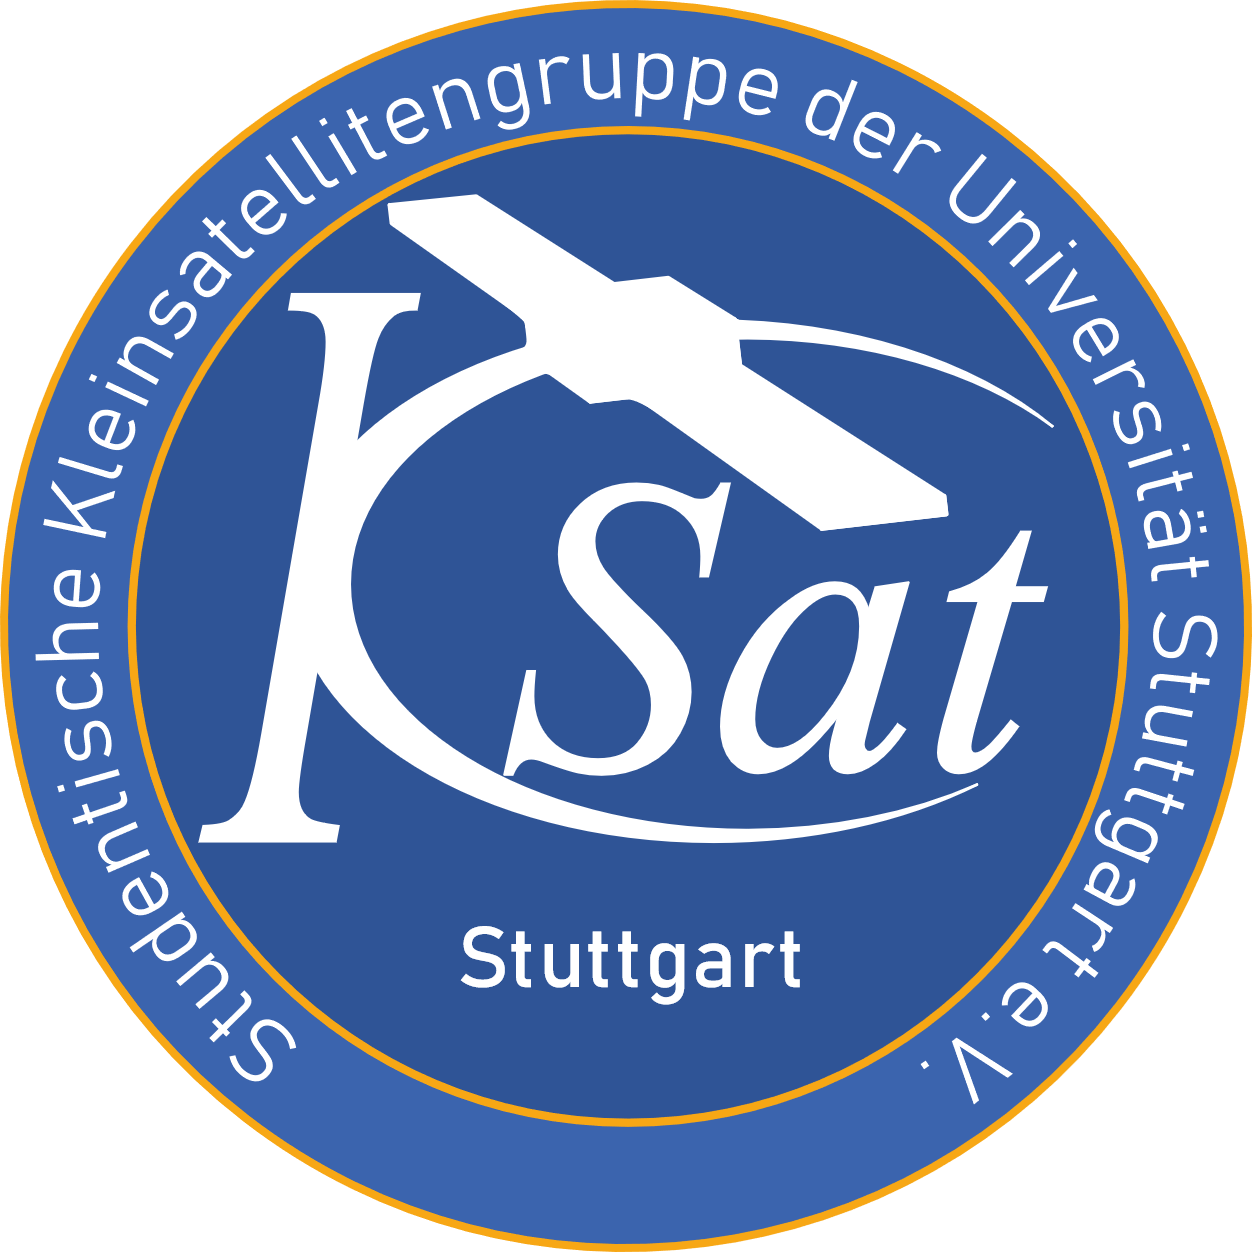 Studentische Kleinsatellitengruppe der Universität Stuttgart e.V.
KSat
Stuttgart